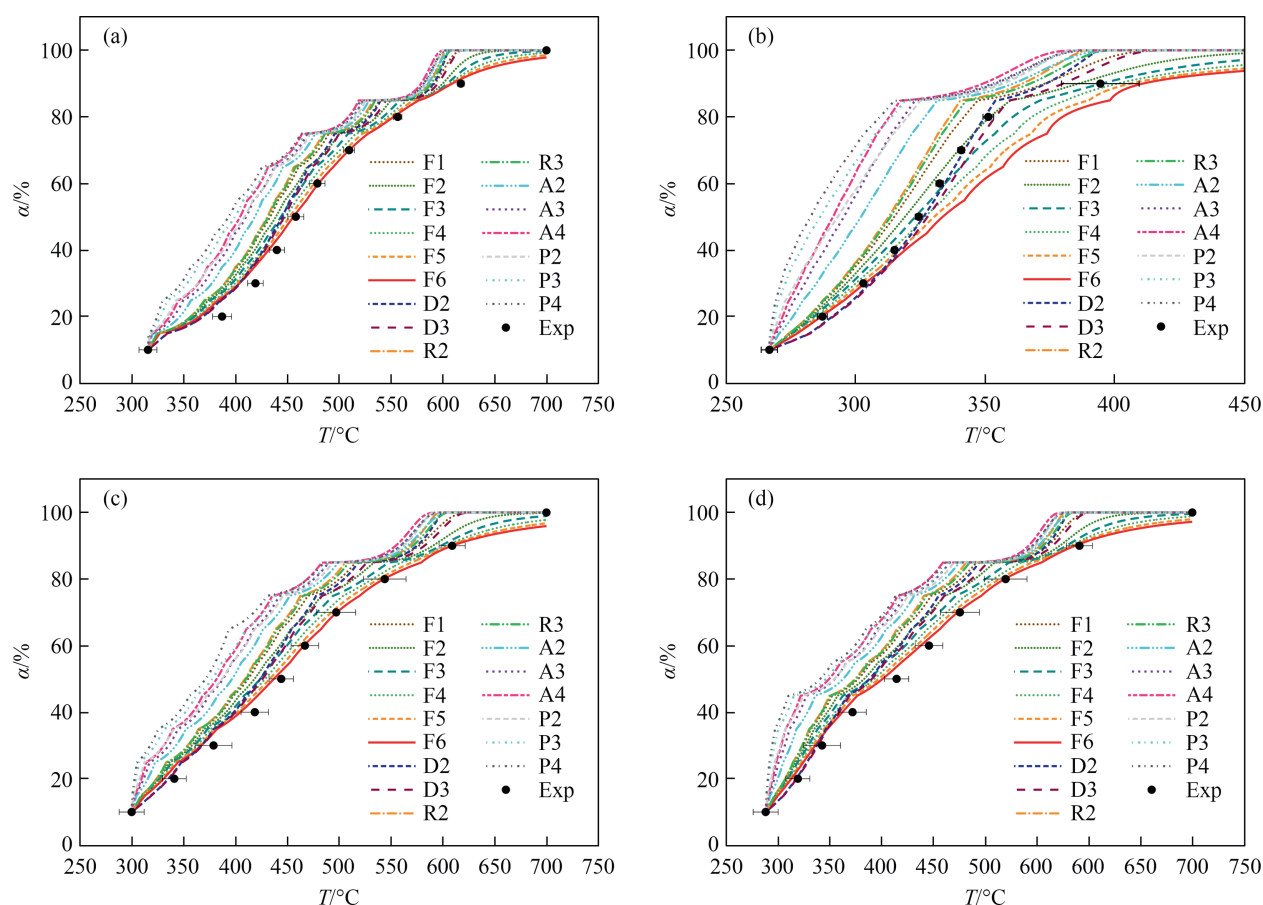 (a)
100
80
60
40
20
0
α/%
F1
F2
F3
F4
F5
F6
D2
D3
R2
R3
A2
A3
A4
P2
P3
P4
Exp
250 300 350 400 450 500 550 600 650 700 750
T/°C
(b)
100
80
60
40
20
0
α/%
F1
F2
F3
F4
F5
F6
D2
D3
R2
R3
A2
A3
A4
P2
P3
P4
Exp
250 300 350 400 450
T/°C
(c)
100
80
60
40
20
0
α/%
F1
F2
F3
F4
F5
F6
D2
D3
R2
R3
A2
A3
A4
P2
P3
P4
Exp
250 300 350 400 450 500 550 600 650 700 750
T/°C
(d)
100
80
60
40
20
0
α/%
F1
F2
F3
F4
F5
F6
D2
D3
R2
R3
A2
A3
A4
P2
P3
P4
Exp
250 300 350 400 450 500 600 600 650 700 750
T/°C